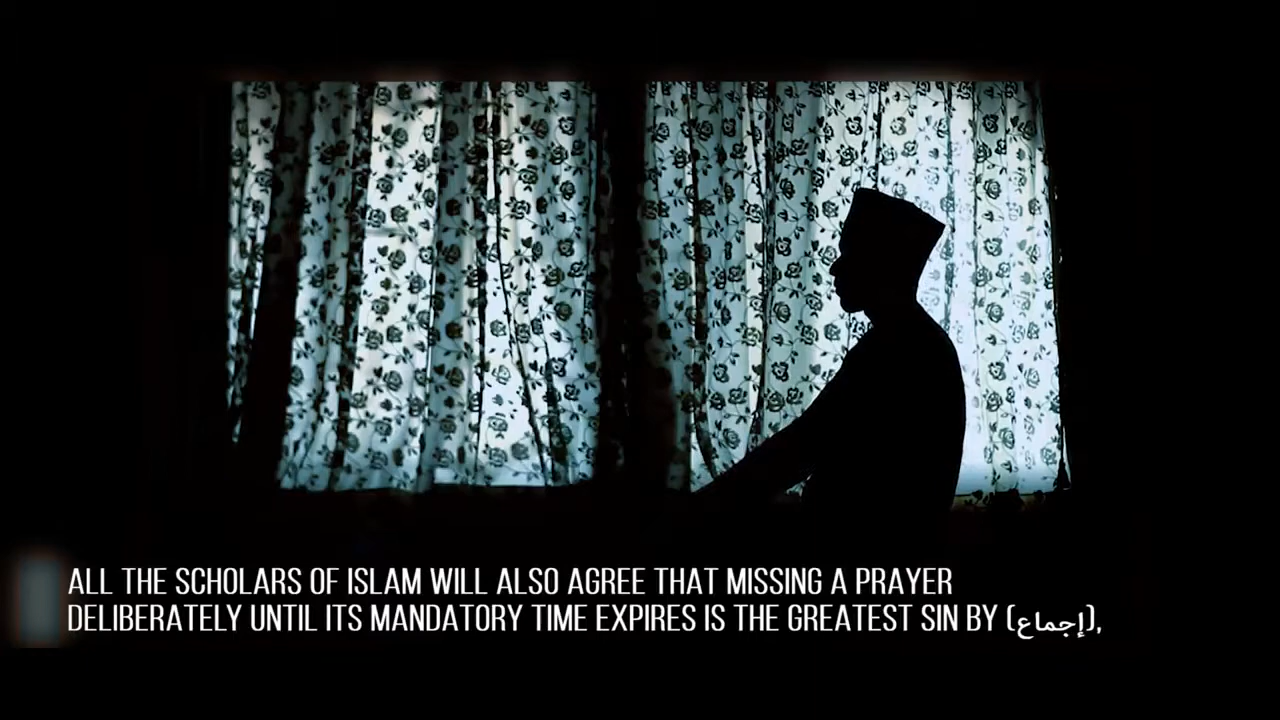 ALL THE SCHOLARS OF ISLAM WILL ALSO AGREE THAT MISSING A PRAYER
DELIBERATELY UNTIL ITS MANDATORY TIME EXPIRES IS THE GREATEST SIN BY (إجماع),